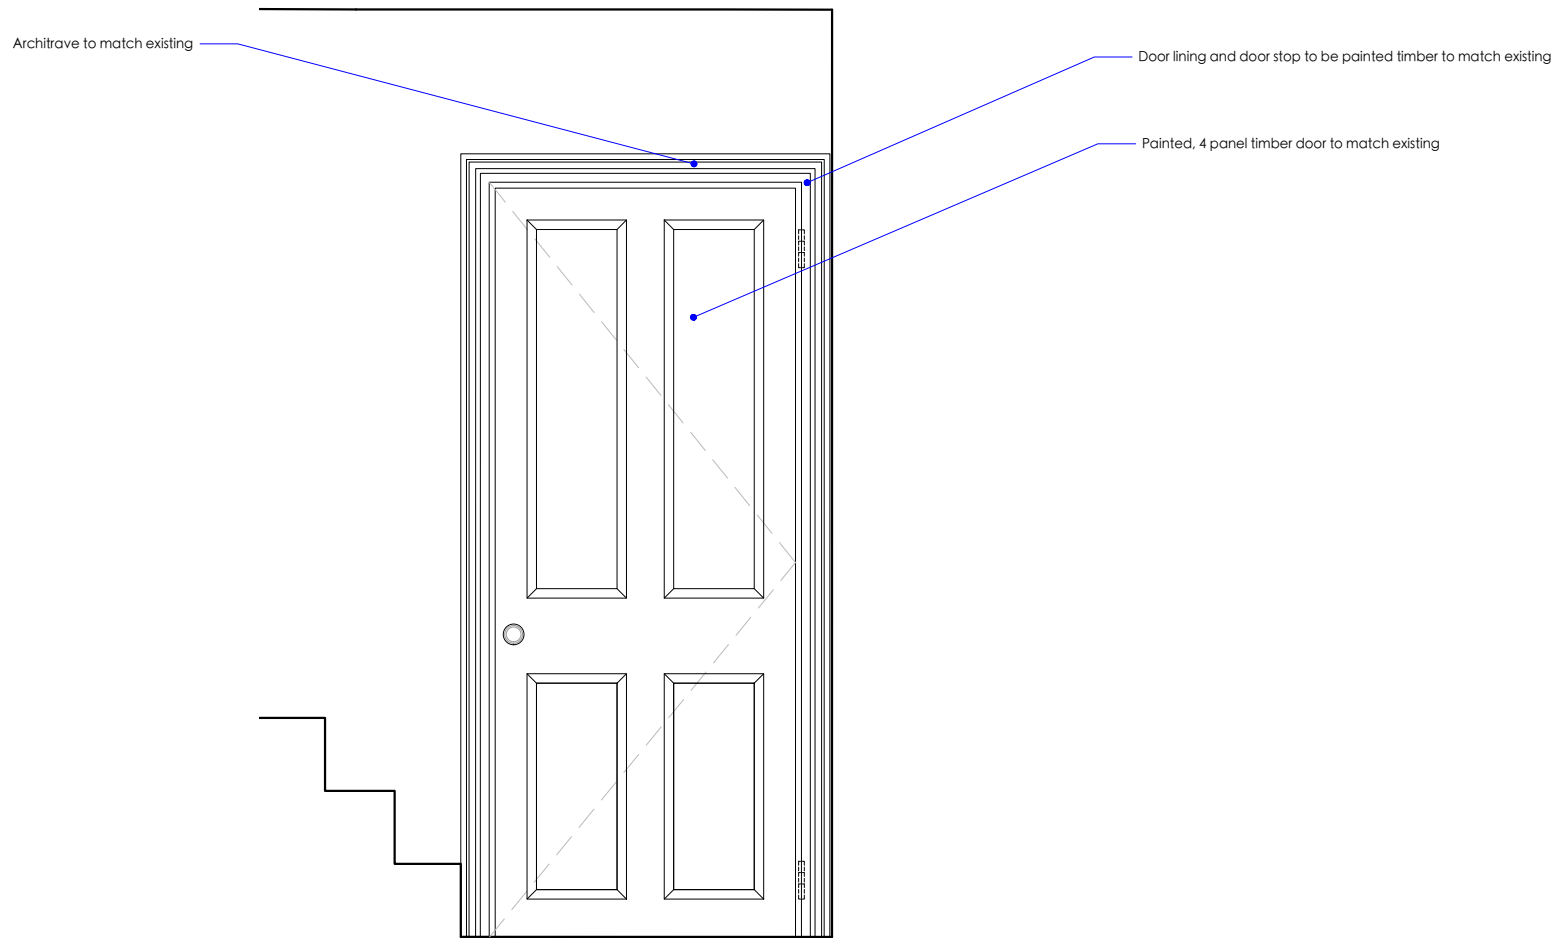 Architrave to match existing
Door lining and door stop to be painted timber to match existing
Painted, 4 panel timber door to match existing